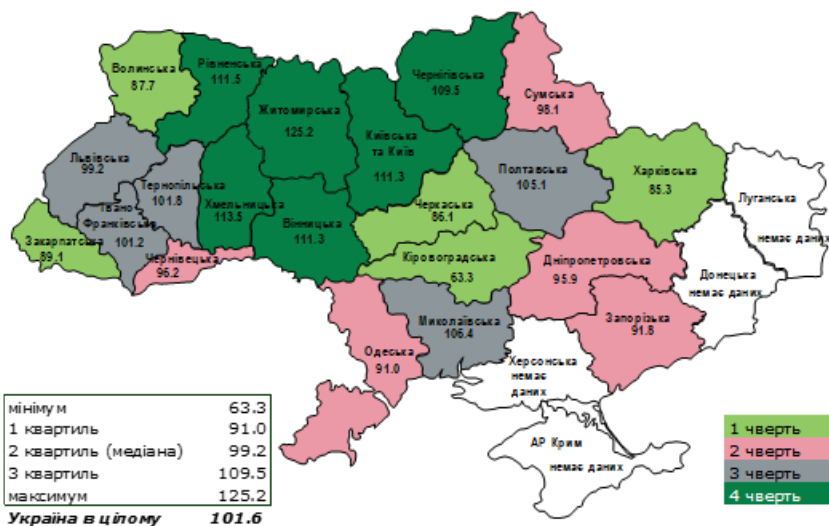 Волинська
87.7
Рівненська
111.5
Житомирська
125.2
Київська
та Київ
111.3
Чернігівська
109.5
Сумська
98.1
Львівська
99.2
Тернопільська
101.8
Хмельницька
113.5
Вінницька
111.3
Івано
Франківська
101.2
Закарпатська
89.1
Чернівецька
96.2
Черкаська
86.1
Полтавська
105.1
Харківська
85.3
Луганська
немає даних
Кіровоградська
63.3
Дніпропетровська
95.9
Донецька
немає даних
Одеська
91.0
Миколаївська
106.4
Запорізька
91.8
Херсонська
немає
даних
АР Крим
немає даних
мінімум 63.3
1 квартиль 91.0
2 квартиль (медіана) 99.2
3 квартиль 109.5
максимум 125.2
Україна в цілому 101.6
1 чверть
2 чверть
3 чверть
4 чверть